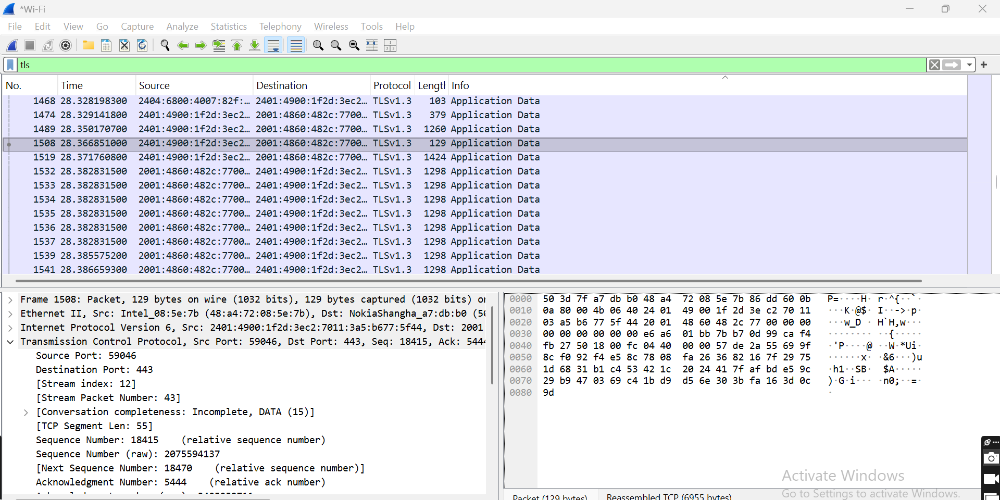 *Wi-Fi
File Edit View Go Capture Analyze Statistics Telephony Wireless Tools Help
tls
No. Time Source Destination Protocol Length Info
1468 28.328198300 2404:6800:4007:82f:… 2401:4900:1f2d:3ec2… TLSv1.3 103 Application Data
1474 28.329141800 2401:4900:1f2d:3ec2… 2001:4860:482c:7700… TLSv1.3 379 Application Data
1489 28.350170700 2401:4900:1f2d:3ec2… 2001:4860:482c:7700… TLSv1.3 1260 Application Data
1508 28.366851000 2401:4900:1f2d:3ec2… 2001:4860:482c:7700… TLSv1.3 129 Application Data
1519 28.371760800 2401:4900:1f2d:3ec2… 2001:4860:482c:7700… TLSv1.3 1424 Application Data
1532 28.382831500 2001:4860:482c:7700… 2401:4900:1f2d:3ec2… TLSv1.3 1298 Application Data
1533 28.382831500 2001:4860:482c:7700… 2401:4900:1f2d:3ec2… TLSv1.3 1298 Application Data
1534 28.382831500 2001:4860:482c:7700… 2401:4900:1f2d:3ec2… TLSv1.3 1298 Application Data
1535 28.382831500 2001:4860:482c:7700… 2401:4900:1f2d:3ec2… TLSv1.3 1298 Application Data
1536 28.382831500 2001:4860:482c:7700… 2401:4900:1f2d:3ec2… TLSv1.3 1298 Application Data
1537 28.382831500 2001:4860:482c:7700… 2401:4900:1f2d:3ec2… TLSv1.3 1298 Application Data
1539 28.385575200 2001:4860:482c:7700… 2401:4900:1f2d:3ec2… TLSv1.3 1298 Application Data
1541 28.386659300 2001:4860:482c:7700… 2401:4900:1f2d:3ec2… TLSv1.3 1298 Application Data
Frame 1508: Packet, 129 bytes on wire (1032 bits), 129 bytes captured (1032 bits) on
Ethernet II, Src: Intel_08:5e:7b (48:a4:72:08:5e:7b), Dst: NokiaShangha_a7:db:b0 (50
Internet Protocol Version 6, Src: 2401:4900:1f2d:3ec2:7011:3a5:b677:5f44, Dst: 2001
Transmission Control Protocol, Src Port: 59046, Dst Port: 443, Seq: 18415, Ack: 5444
Source Port: 59046
Destination Port: 443
[Stream index: 12]
[Stream Packet Number: 43]
[Conversation completeness: Incomplete, DATA (15)]
[TCP Segment Len: 55]
Sequence Number: 18415 (relative sequence number)
Sequence Number (raw): 2075594137
[Next Sequence Number: 18470 (relative sequence number)]
Acknowledgment Number: 5444 (relative ack number)
0000 50 3d 7f a7 db b0 48 a4 72 08 5e 7b 86 dd 60 0b P=····H· r·^{··`·
0010 0a 80 00 4b 06 40 24 01 49 00 1f 2d 3e c2 70 11 ···K·@$· I··->·p·
0020 03 a5 b6 77 5f 44 20 01 48 60 48 2c 77 00 00 00 ···w_D · H`H,w···
0030 00 00 00 00 00 00 e6 a6 01 bb 7b b7 0d 99 ca f4 ········ ··{·····
0040 fb 27 50 18 00 fc 04 40 00 00 57 de 2a 55 69 9f ·'P····@ ··W·*Ui·
0050 8c f0 92 f4 e5 8c 78 08 fa 26 36 82 16 7f 29 75 ······x· ·&6···)u
0060 1d 68 31 b1 c4 53 42 1c 20 24 41 7f af bd e5 9c ·h1··SB· $A·····
0070 29 b9 47 03 69 c4 1b d9 d5 6e 30 3b fa 16 3d 0c )·G·i··· ·n0;··=·
0080 9d ·
Packet (129 bytes) Reassembled TCP (6955 bytes)
Activate Windows
Go to Settings to activate Windows.